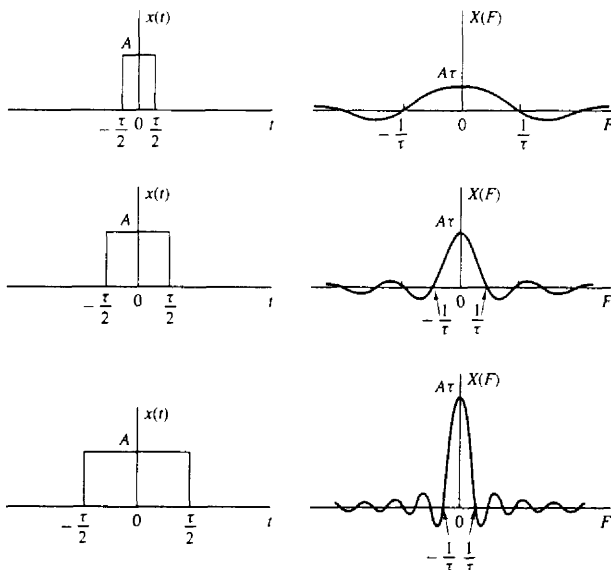 x(t)
A
-τ/2 0 τ/2 t
X(F)
Aτ
-1/τ 0 1/τ F
x(t)
A
-τ/2 0 τ/2 t
X(F)
Aτ
0 F
-1/τ 1/τ
x(t)
A
-τ/2 0 τ/2 t
X(F)
Aτ
0 F
-1/τ 1/τ